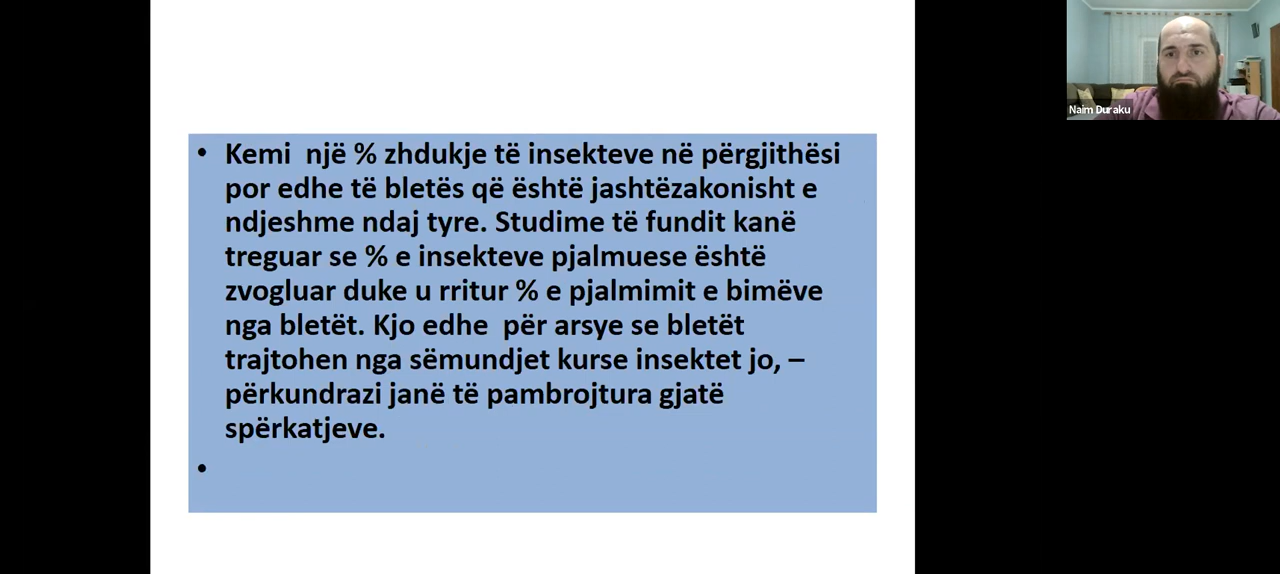 • Kemi  një % zhdukje të insekteve në përgjithësi
por edhe të bletës që është jashtëzakonisht e
ndjeshme ndaj tyre. Studime të fundit kanë
treguar se % e insekteve pjalmuese është
zvogluar duke u rritur % e pjalmimit e bimëve
nga bletët. Kjo edhe  për arsye se bletët
trajtohen nga sëmundjet kurse insektet jo, –
përkundrazi janë të pambrojtura gjatë
spërkatjeve.
•
Naim Duraku